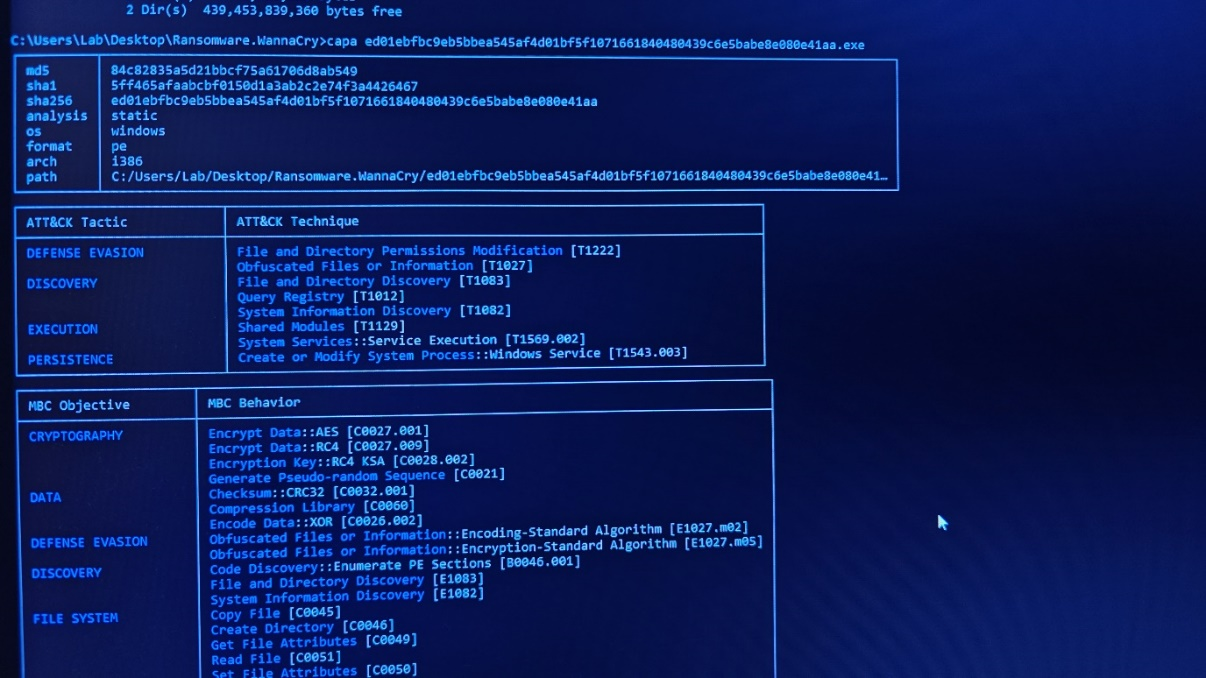 2 Dir(s) 439,453,839,360 bytes free
C:\Users\Lab\Desktop\Ransomware.WannaCry>capa ed01ebfbc9eb5bbea545af4d01bf5f1071661840480439c6e5babe8e080e41aa.exe
md5 84c82835a5d21bbcf75a61706d8ab549
sha1 5ff465afaabcbf0150d1a3ab2c2e74f3a4426467
sha256 ed01ebfbc9eb5bbea545af4d01bf5f1071661840480439c6e5babe8e080e41aa
analysis static
os windows
format pe
arch i386
path C:/Users/Lab/Desktop/Ransomware.WannaCry/ed01ebfbc9eb5bbea545af4d01bf5f1071661840480439c6e5babe8e080e41…
ATT&CK Tactic ATT&CK Technique
DEFENSE EVASION File and Directory Permissions Modification [T1222]
Obfuscated Files or Information [T1027]
DISCOVERY File and Directory Discovery [T1083]
Query Registry [T1012]
System Information Discovery [T1082]
EXECUTION Shared Modules [T1129]
System Services::Service Execution [T1569.002]
PERSISTENCE Create or Modify System Process::Windows Service [T1543.003]
MBC Objective MBC Behavior
CRYPTOGRAPHY Encrypt Data::AES [C0027.001]
Encrypt Data::RC4 [C0027.009]
Encryption Key::RC4 KSA [C0028.002]
Generate Pseudo-random Sequence [C0021]
DATA Checksum::CRC32 [C0032.001]
Compression Library [C0060]
Encode Data::XOR [C0026.002]
DEFENSE EVASION Obfuscated Files or Information::Encoding-Standard Algorithm [E1027.m02]
Obfuscated Files or Information::Encryption-Standard Algorithm [E1027.m05]
DISCOVERY Code Discovery::Enumerate PE Sections [B0046.001]
File and Directory Discovery [E1083]
System Information Discovery [E1082]
FILE SYSTEM Copy File [C0045]
Create Directory [C0046]
Get File Attributes [C0049]
Read File [C0051]
Set File Attributes [C0050]